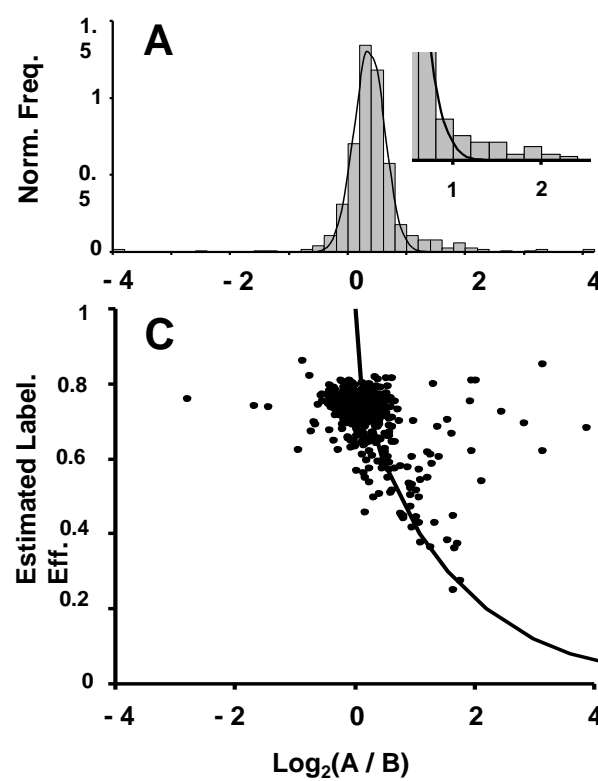 A
1.
5
1
0.
5
0
Norm. Freq.
1 2
- 4 - 2 0 2 4
C
1
0.8
0.6
0.4
0.2
0
Estimated Label.
Eff.
- 4 - 2 0 2 4
Log₂(A / B)